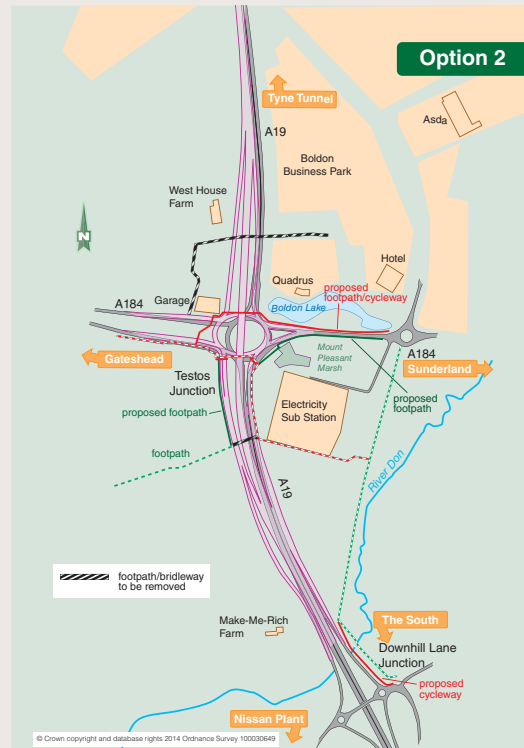 Option 2
Tyne Tunnel
Asda
A19
Boldon
Business Park
West House
Farm
N
Hotel
Quadrus
proposed
footpath/cycleway
A184
Garage
Boldon Lake
Mount
Pleasant
Marsh
A184
Gateshead
Sunderland
Testos
Junction
proposed
footpath
proposed footpath
Electricity
Sub Station
footpath
River Don
A19
footpath/bridleway
to be removed
Make-Me-Rich
Farm
The South
Downhill Lane
Junction
proposed
cycleway
Nissan Plant
© Crown copyright and database rights 2014 Ordnance Survey 100030649